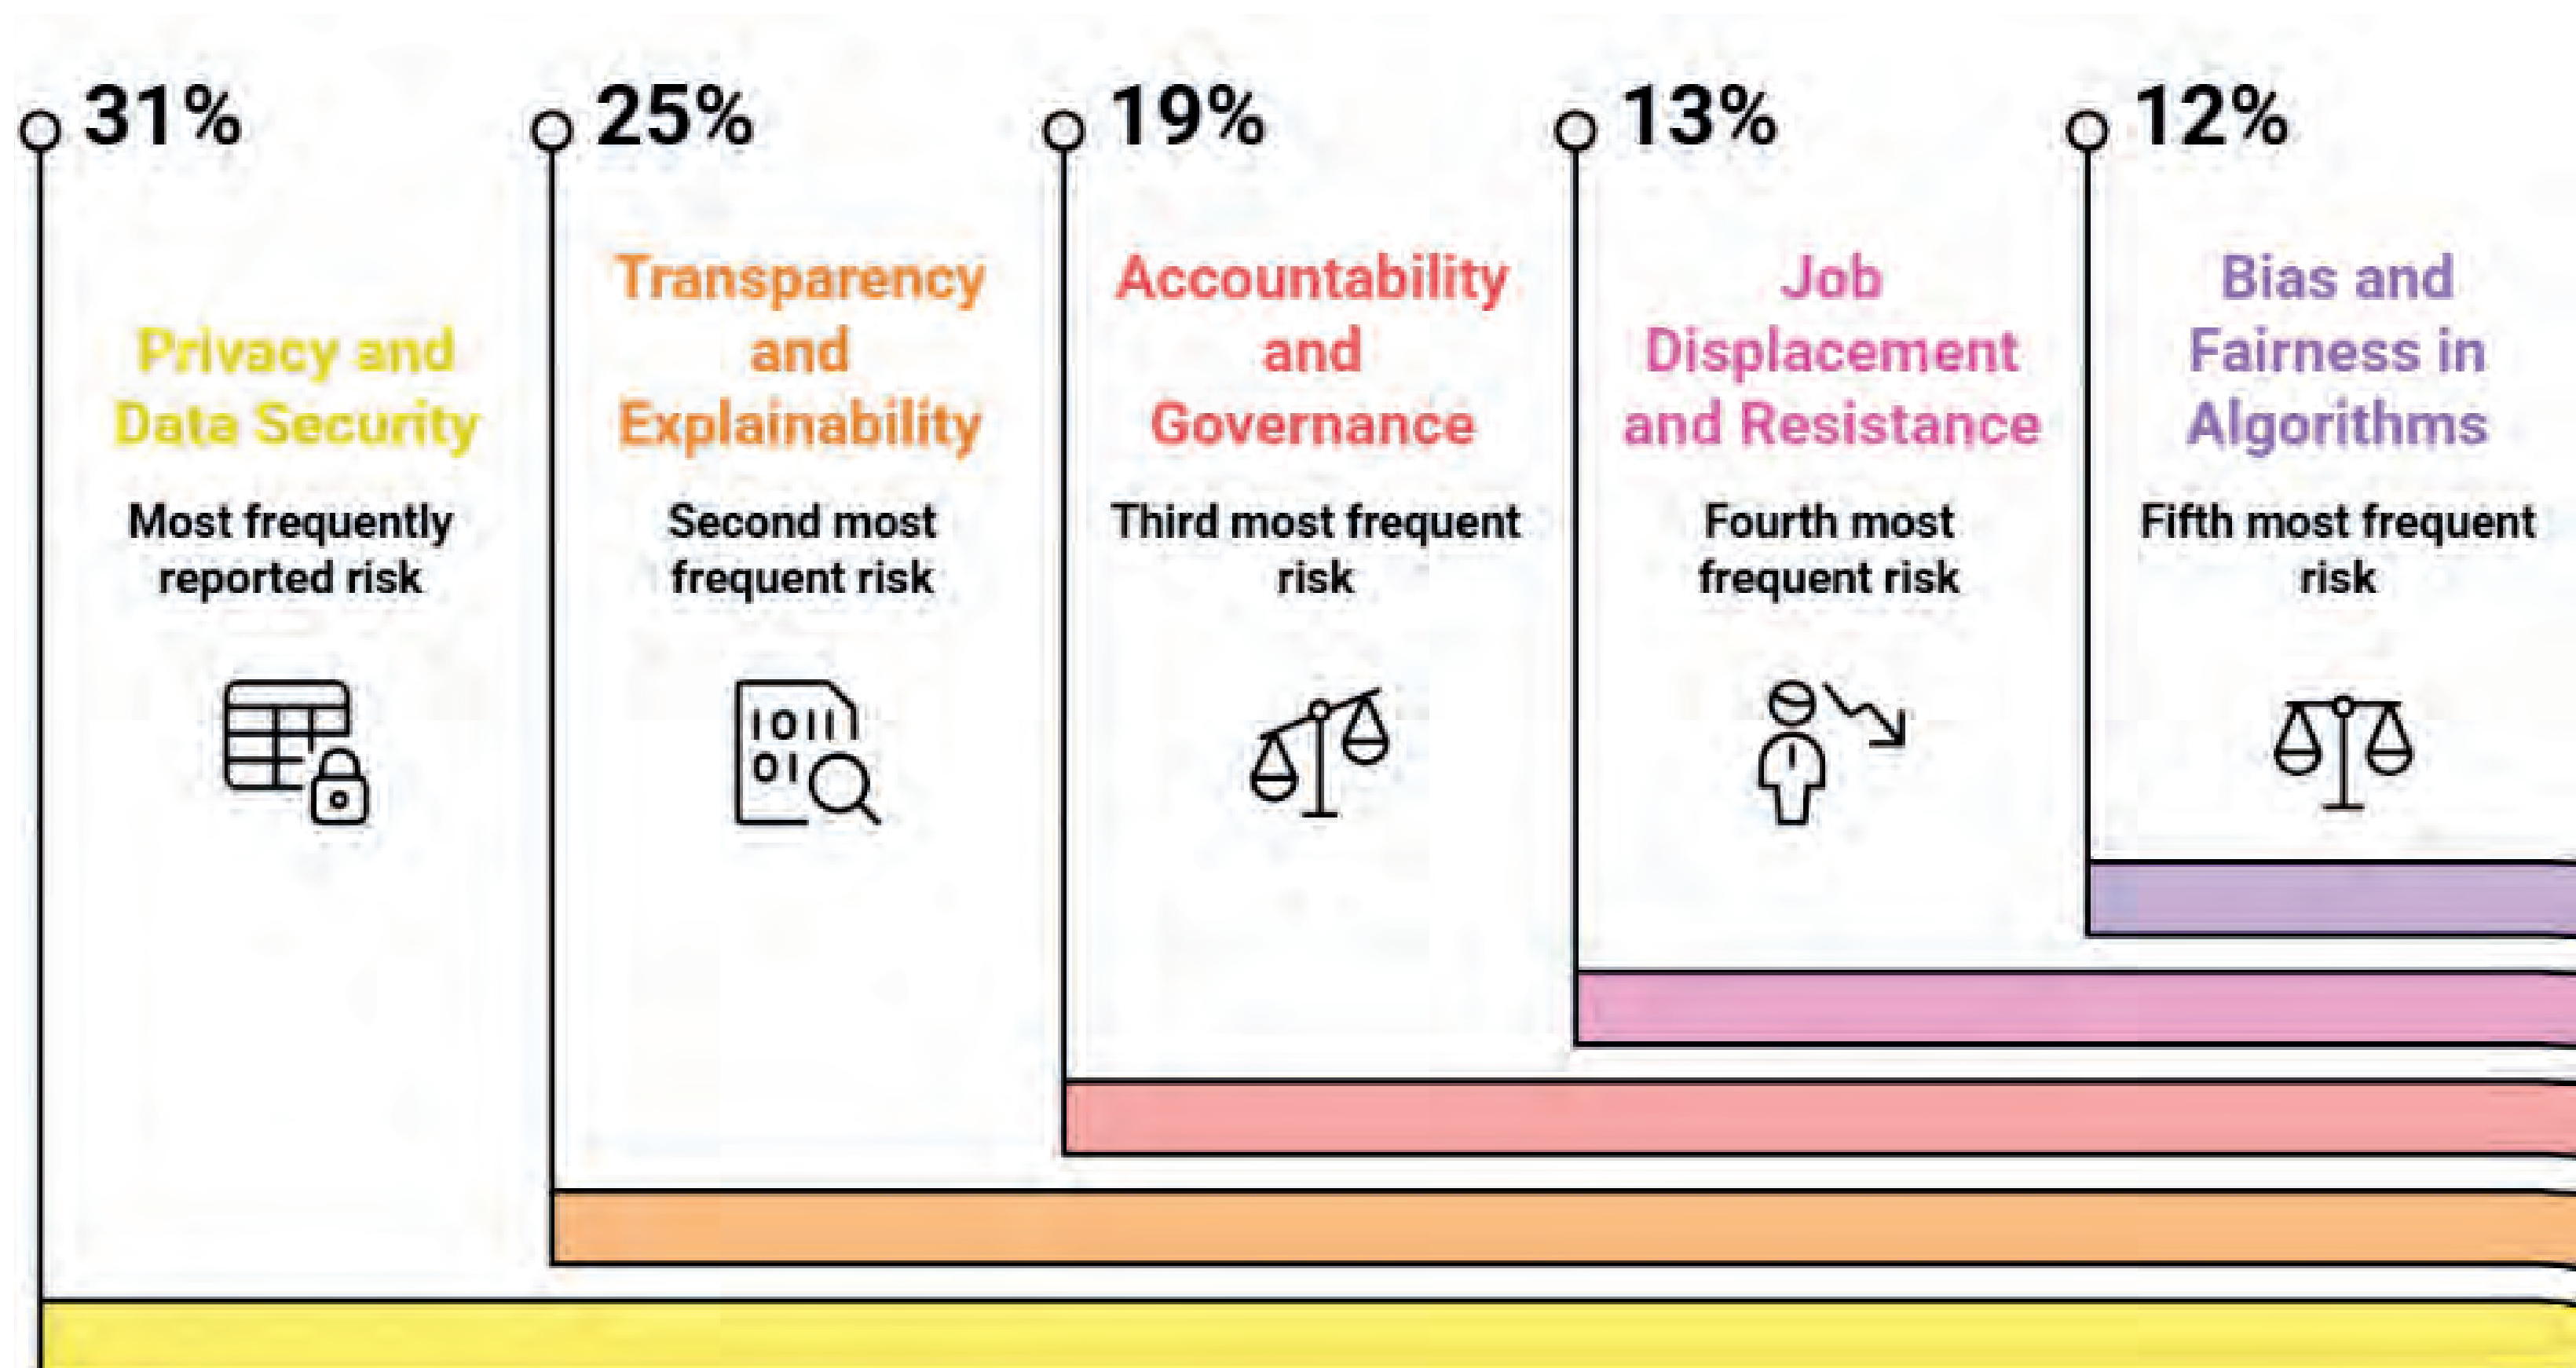 31%
25%
19%
13%
12%
Privacy and
Data Security
Most frequently
reported risk
Transparency
and
Explainability
Second most
frequent risk
1011
01
Accountability
and
Governance
Third most frequent
risk
Job
Displacement
and Resistance
Fourth most
frequent risk
Bias and
Fairness in
Algorithms
Fifth most frequent
risk